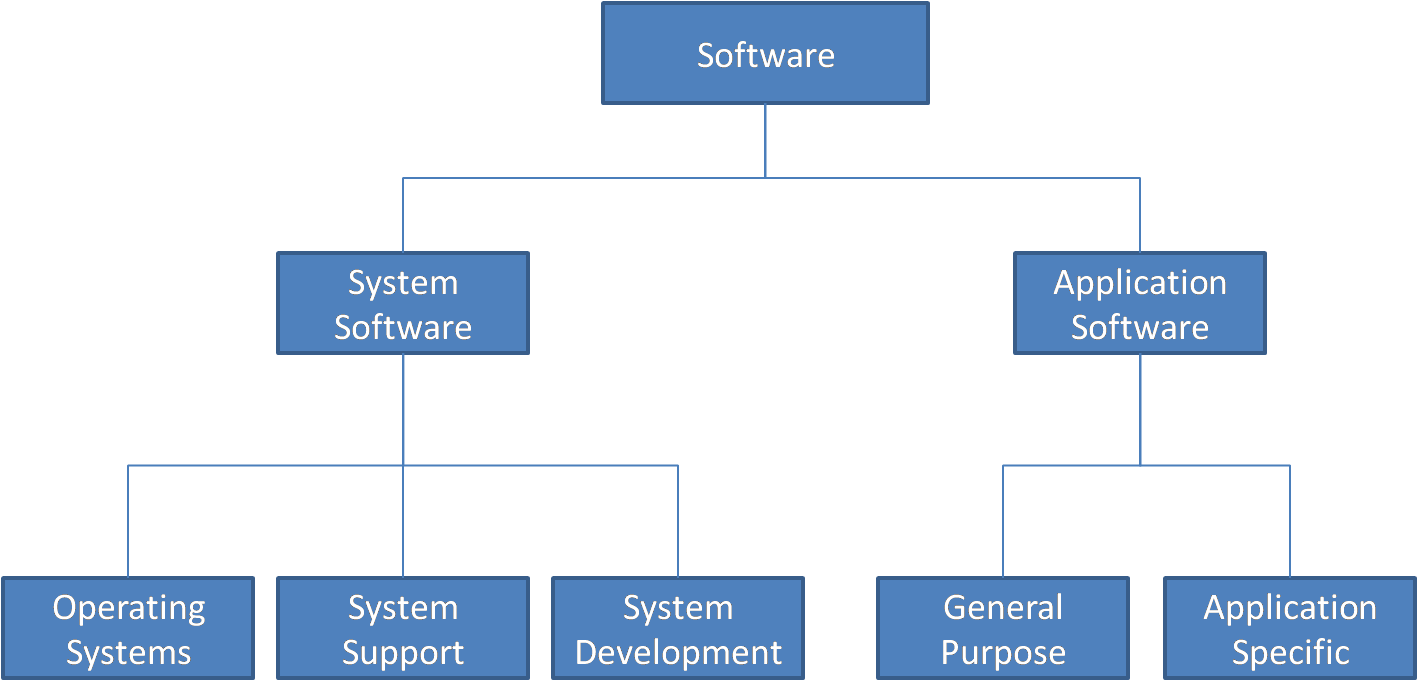 Software
System
Software
Application
Software
Operating
Systems
System
Support
System
Development
General
Purpose
Application
Specific